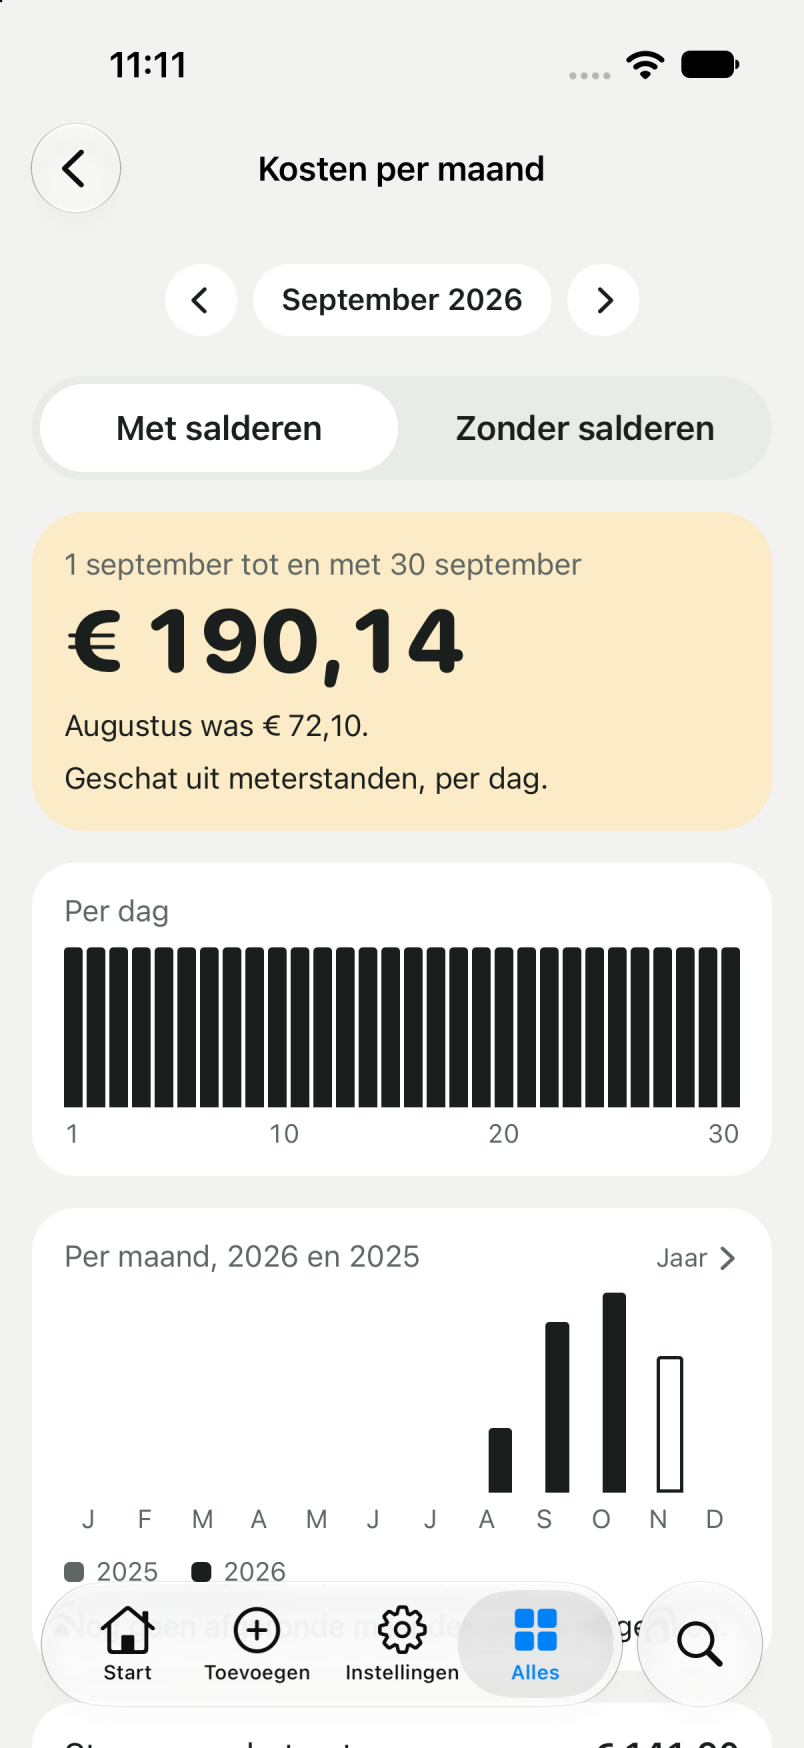 11:11
Kosten per maand
September 2026
Met salderen
Zonder salderen
1 september tot en met 30 september
€ 190,14
Augustus was € 72,10.
Geschat uit meterstanden, per dag.
Per dag
1 10 20 30
Per maand, 2026 en 2025
Jaar
J F M A M J J A S O N D
2025 2026
Start
Toevoegen
Instellingen
Alles